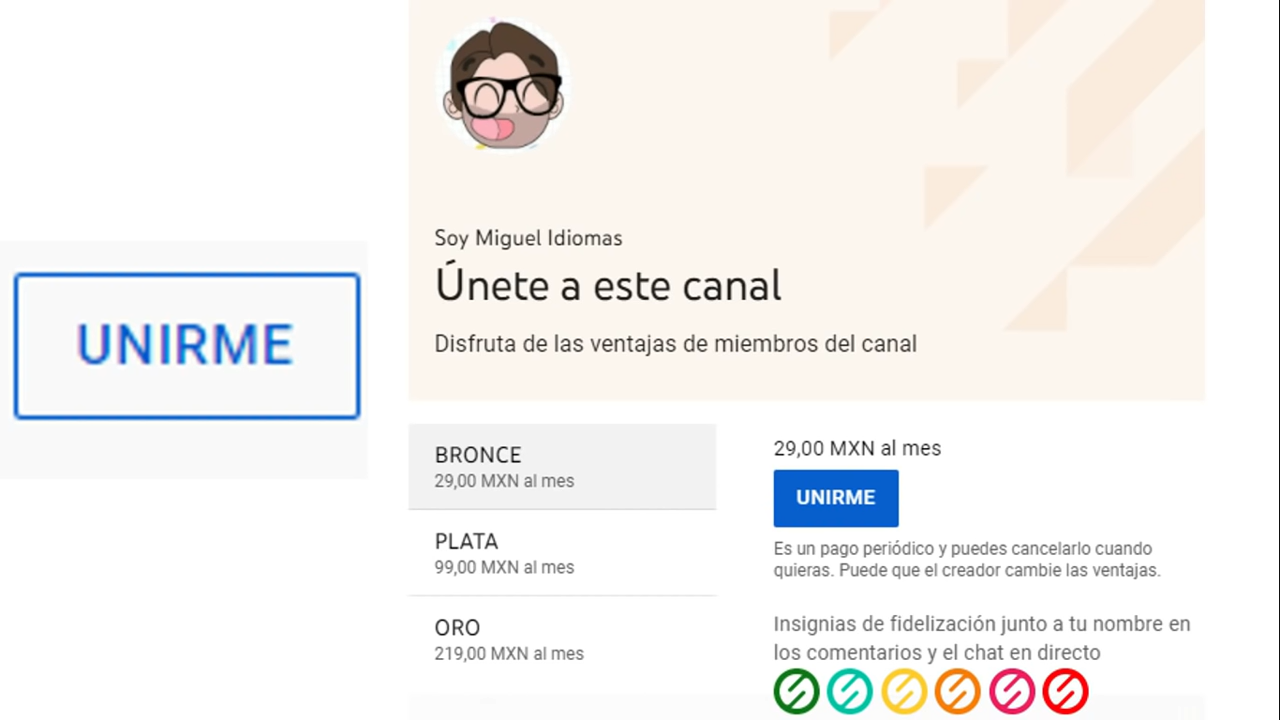 UNIRME
Soy Miguel Idiomas
Únete a este canal
Disfruta de las ventajas de miembros del canal
BRONCE
29,00 MXN al mes
PLATA
99,00 MXN al mes
ORO
219,00 MXN al mes
29,00 MXN al mes
UNIRME
Es un pago periódico y puedes cancelarlo cuando
quieras. Puede que el creador cambie las ventajas.
Insignias de fidelización junto a tu nombre en
los comentarios y el chat en directo